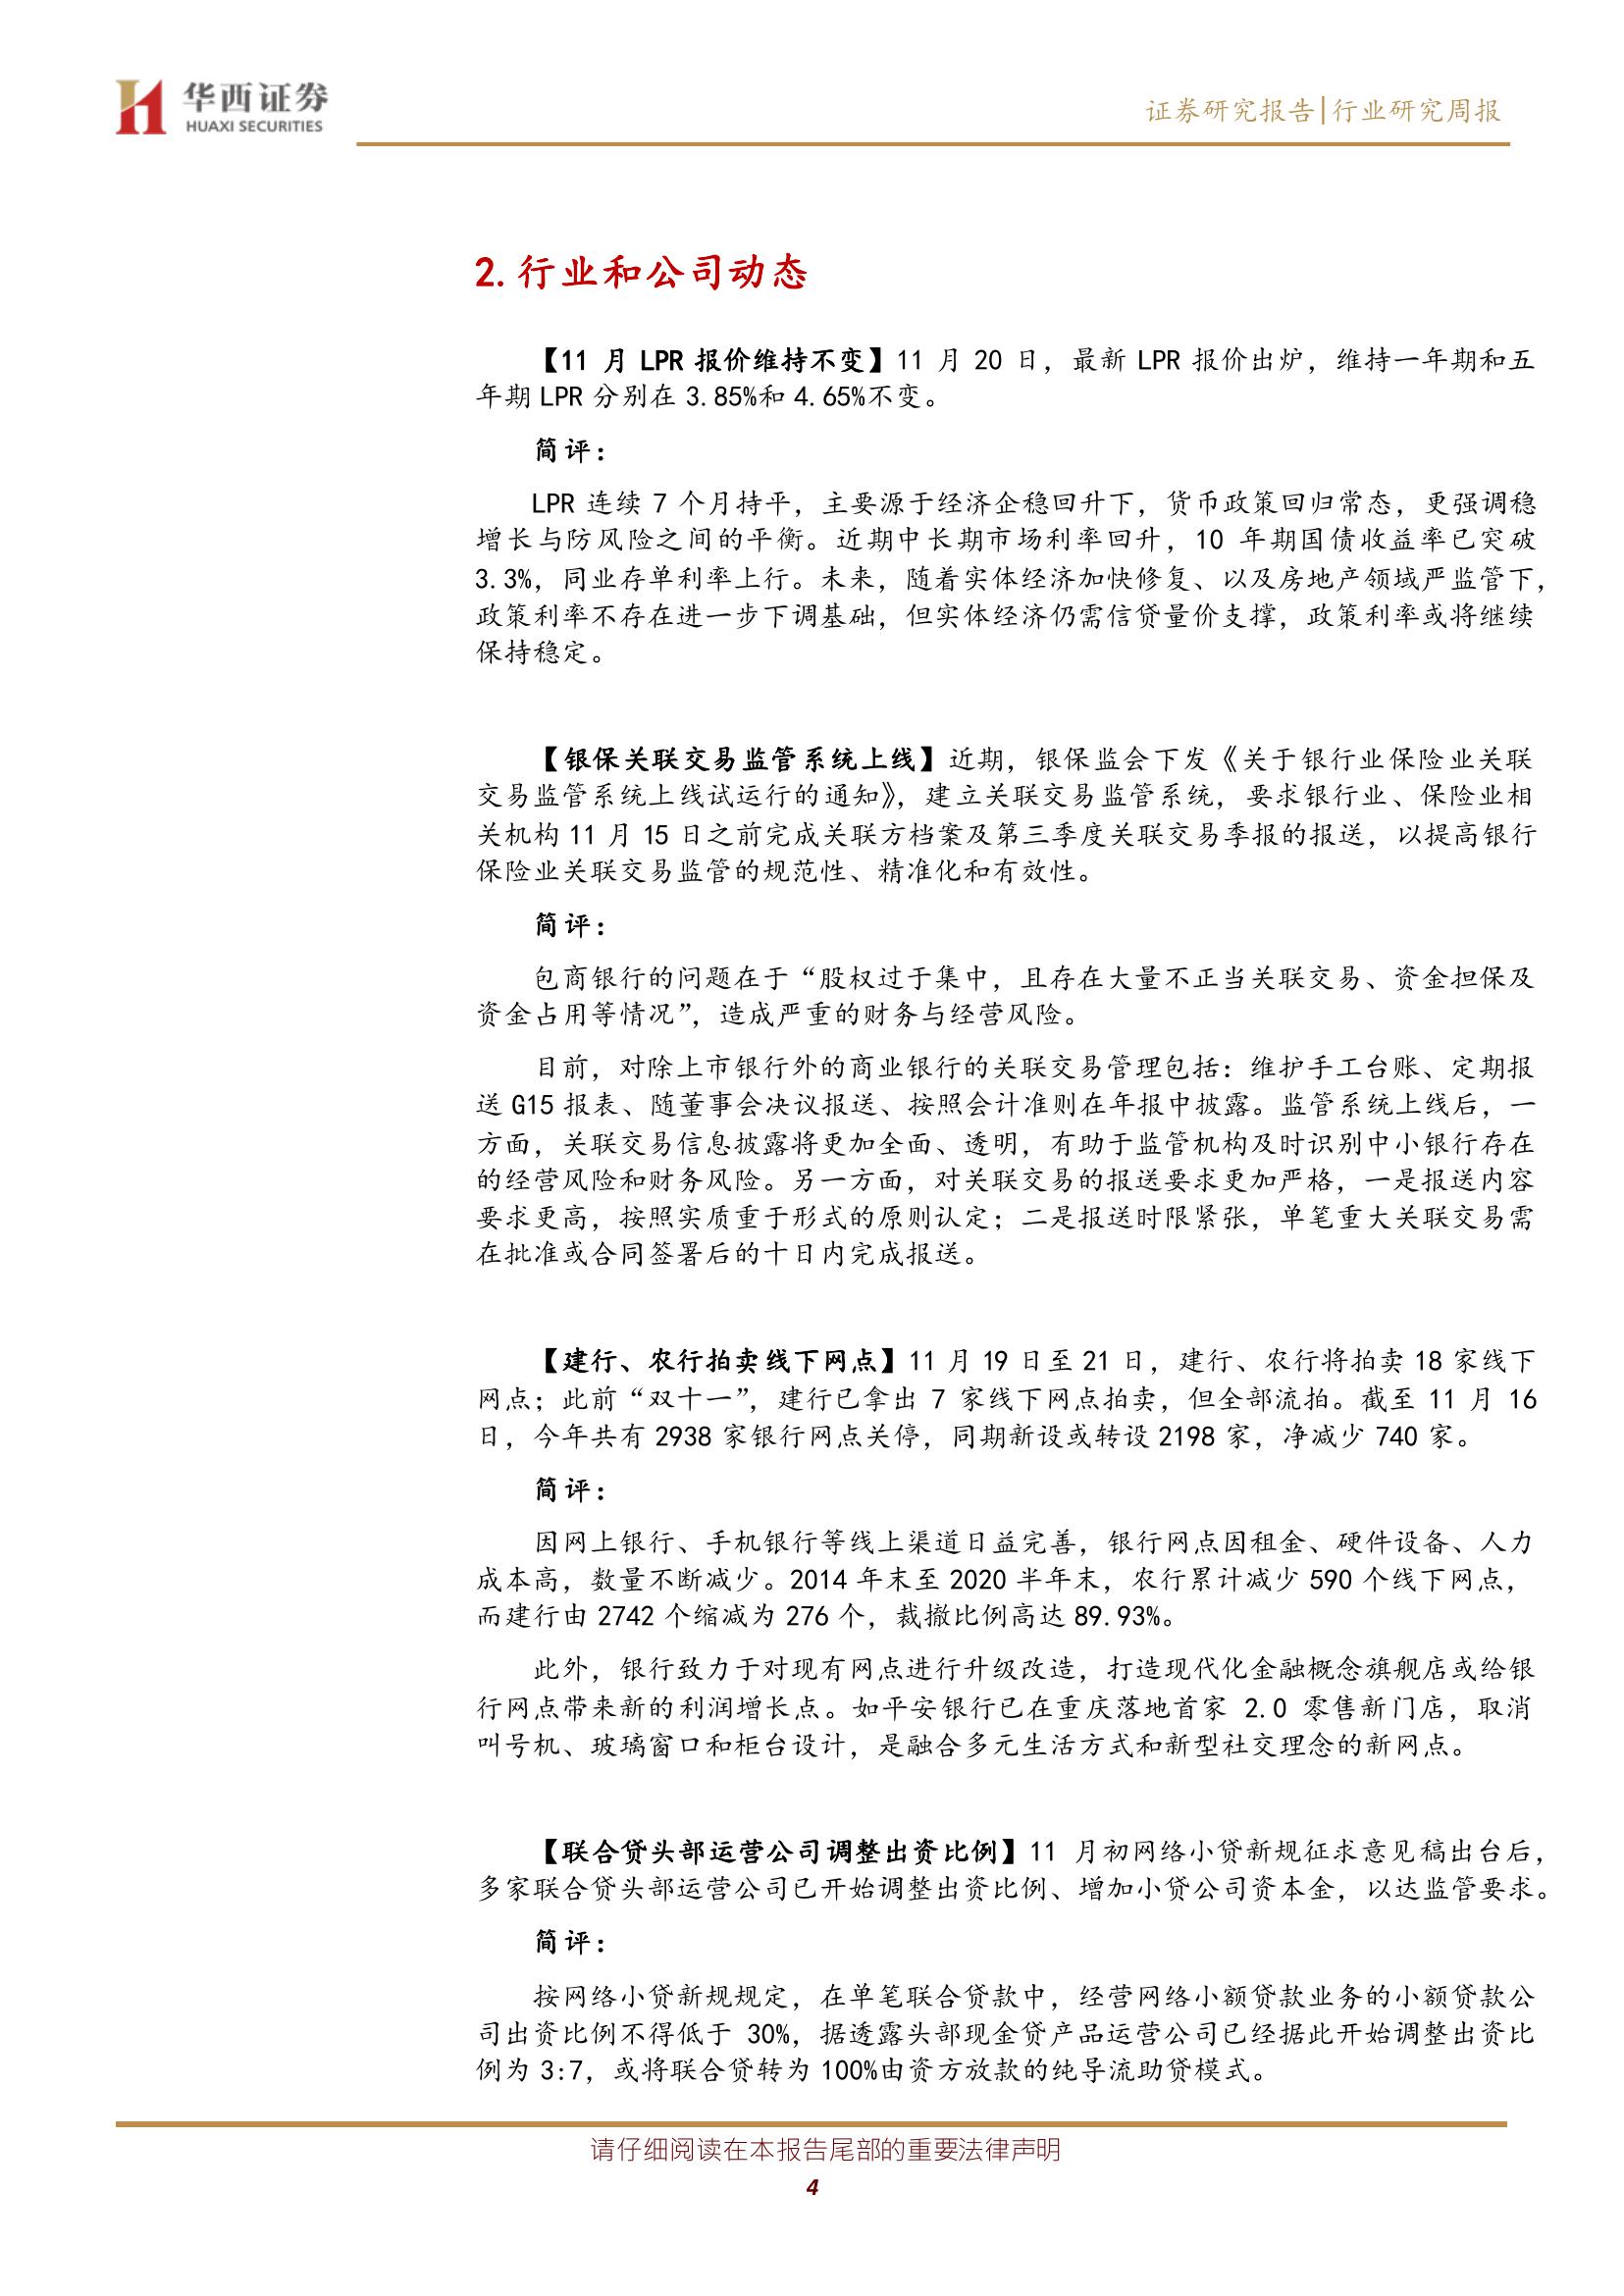 华西证券
HUAXI SECURITIES
证券研究报告|行业研究周报
2.行业和公司动态
【11 月 LPR 报价维持不变】11 月 20 日，最新 LPR 报价出炉，维持一年期和五
年期 LPR 分别在 3.85%和 4.65%不变。
简评：
LPR 连续 7 个月持平，主要源于经济企稳回升下，货币政策回归常态，更强调稳
增长与防风险之间的平衡。近期中长期市场利率回升，10 年期国债收益率已突破
3.3%，同业存单利率上行。未来，随着实体经济加快修复、以及房地产领域严监管下，
政策利率不存在进一步下调基础，但实体经济仍需信贷量价支撑，政策利率或将继续
保持稳定。
【银保关联交易监管系统上线】近期，银保监会下发《关于银行业保险业关联
交易监管系统上线试运行的通知》，建立关联交易监管系统，要求银行业、保险业相
关机构 11 月 15 日之前完成关联方档案及第三季度关联交易季报的报送，以提高银行
保险业关联交易监管的规范性、精准化和有效性。
简评：
包商银行的问题在于“股权过于集中，且存在大量不正当关联交易、资金担保及
资金占用等情况”，造成严重的财务与经营风险。
目前，对除上市银行外的商业银行的关联交易管理包括：维护手工台账、定期报
送 G15 报表、随董事会决议报送、按照会计准则在年报中披露。监管系统上线后，一
方面，关联交易信息披露将更加全面、透明，有助于监管机构及时识别中小银行存在
的经营风险和财务风险。另一方面，对关联交易的报送要求更加严格，一是报送内容
要求更高，按照实质重于形式的原则认定；二是报送时限紧张，单笔重大关联交易需
在批准或合同签署后的十日内完成报送。
【建行、农行拍卖线下网点】11 月 19 日至 21 日，建行、农行将拍卖 18 家线下
网点；此前“双十一”，建行已拿出 7 家线下网点拍卖，但全部流拍。截至 11 月 16
日，今年共有 2938 家银行网点关停，同期新设或转设 2198 家，净减少 740 家。
简评：
因网上银行、手机银行等线上渠道日益完善，银行网点因租金、硬件设备、人力
成本高，数量不断减少。2014 年末至 2020 半年末，农行累计减少 590 个线下网点，
而建行由 2742 个缩减为 276 个，裁撤比例高达 89.93%。
此外，银行致力于对现有网点进行升级改造，打造现代化金融概念旗舰店或给银
行网点带来新的利润增长点。如平安银行已在重庆落地首家 2.0 零售新门店，取消
叫号机、玻璃窗口和柜台设计，是融合多元生活方式和新型社交理念的新网点。
【联合贷头部运营公司调整出资比例】11 月初网络小贷新规征求意见稿出台后，
多家联合贷头部运营公司已开始调整出资比例、增加小贷公司资本金，以达监管要求。
简评：
按网络小贷新规规定，在单笔联合贷款中，经营网络小额贷款业务的小额贷款公
司出资比例不得低于 30%，据透露头部现金贷产品运营公司已经据此开始调整出资比
例为 3:7，或将联合贷转为 100%由资方放款的纯导流助贷模式。
请仔细阅读在本报告尾部的重要法律声明
4